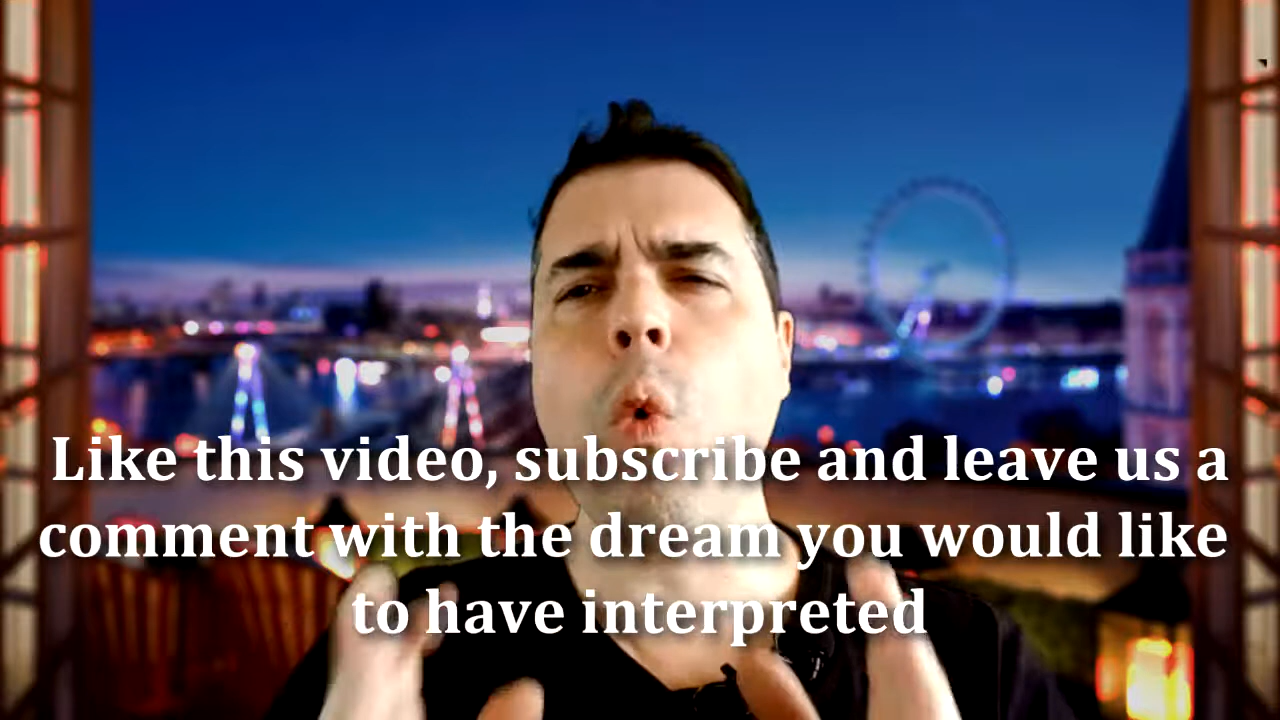 Like this video, subscribe and leave us a
comment with the dream you would like
to have interpreted